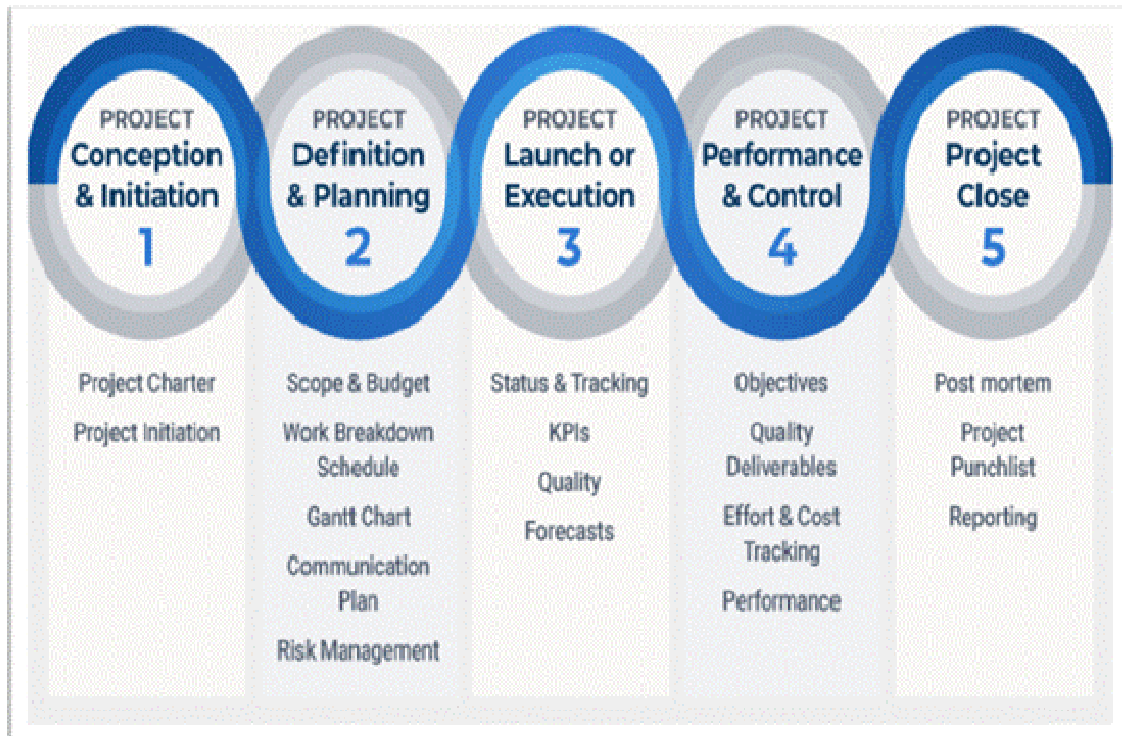 PROJECT
Conception
& Initiation
1
PROJECT
Definition
& Planning
2
PROJECT
Launch or
Execution
3
PROJECT
Performance
& Control
4
PROJECT
Project
Close
5
Project Charter
Project Initiation
Scope & Budget
Work Breakdown
Schedule
Gantt Chart
Communication
Plan
Risk Management
Status & Tracking
KPIs
Quality
Forecasts
Objectives
Quality
Deliverables
Effort & Cost
Tracking
Performance
Post mortem
Project
Punchlist
Reporting